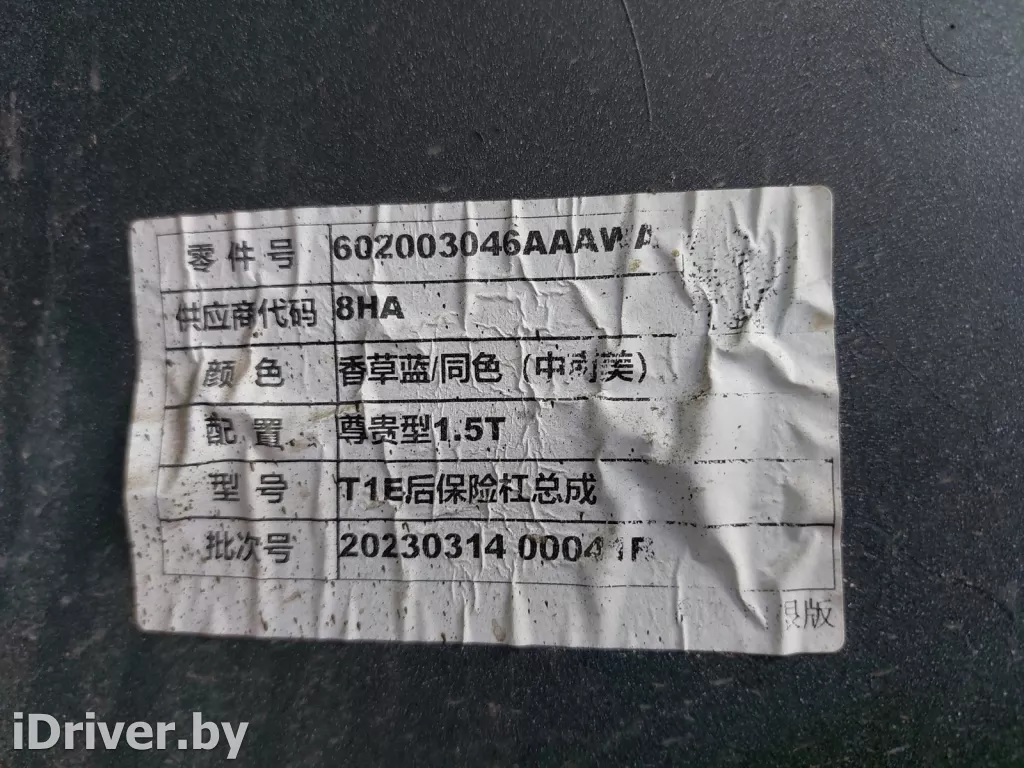 零件号 602003046AAAWA
供应商代码 8HA
颜色 香草蓝/同色（中南美）
配置 尊贵型1.5T
型号 T1E后保险杠总成
批次号 20230314 00041R
版
iDriver.by